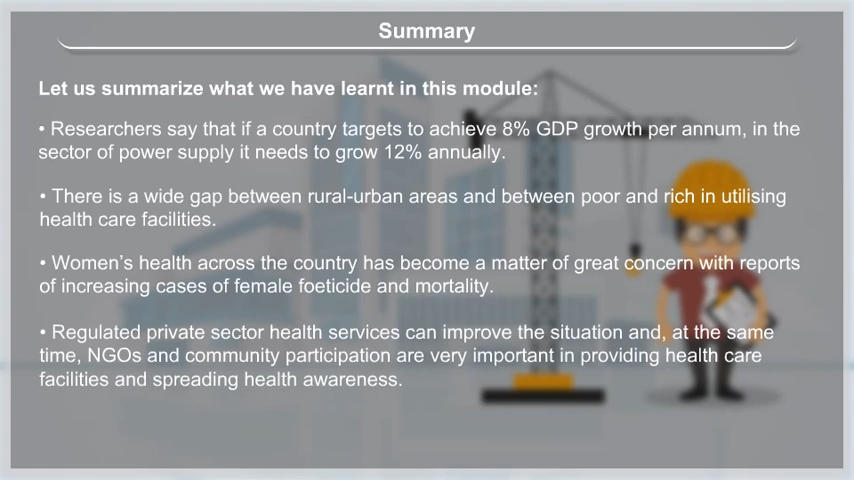 Summary
Let us summarize what we have learnt in this module:
• Researchers say that if a country targets to achieve 8% GDP growth per annum, in the
sector of power supply it needs to grow 12% annually.
• There is a wide gap between rural-urban areas and between poor and rich in utilising
health care facilities.
• Women’s health across the country has become a matter of great concern with reports
of increasing cases of female foeticide and mortality.
• Regulated private sector health services can improve the situation and, at the same
time, NGOs and community participation are very important in providing health care
facilities and spreading health awareness.